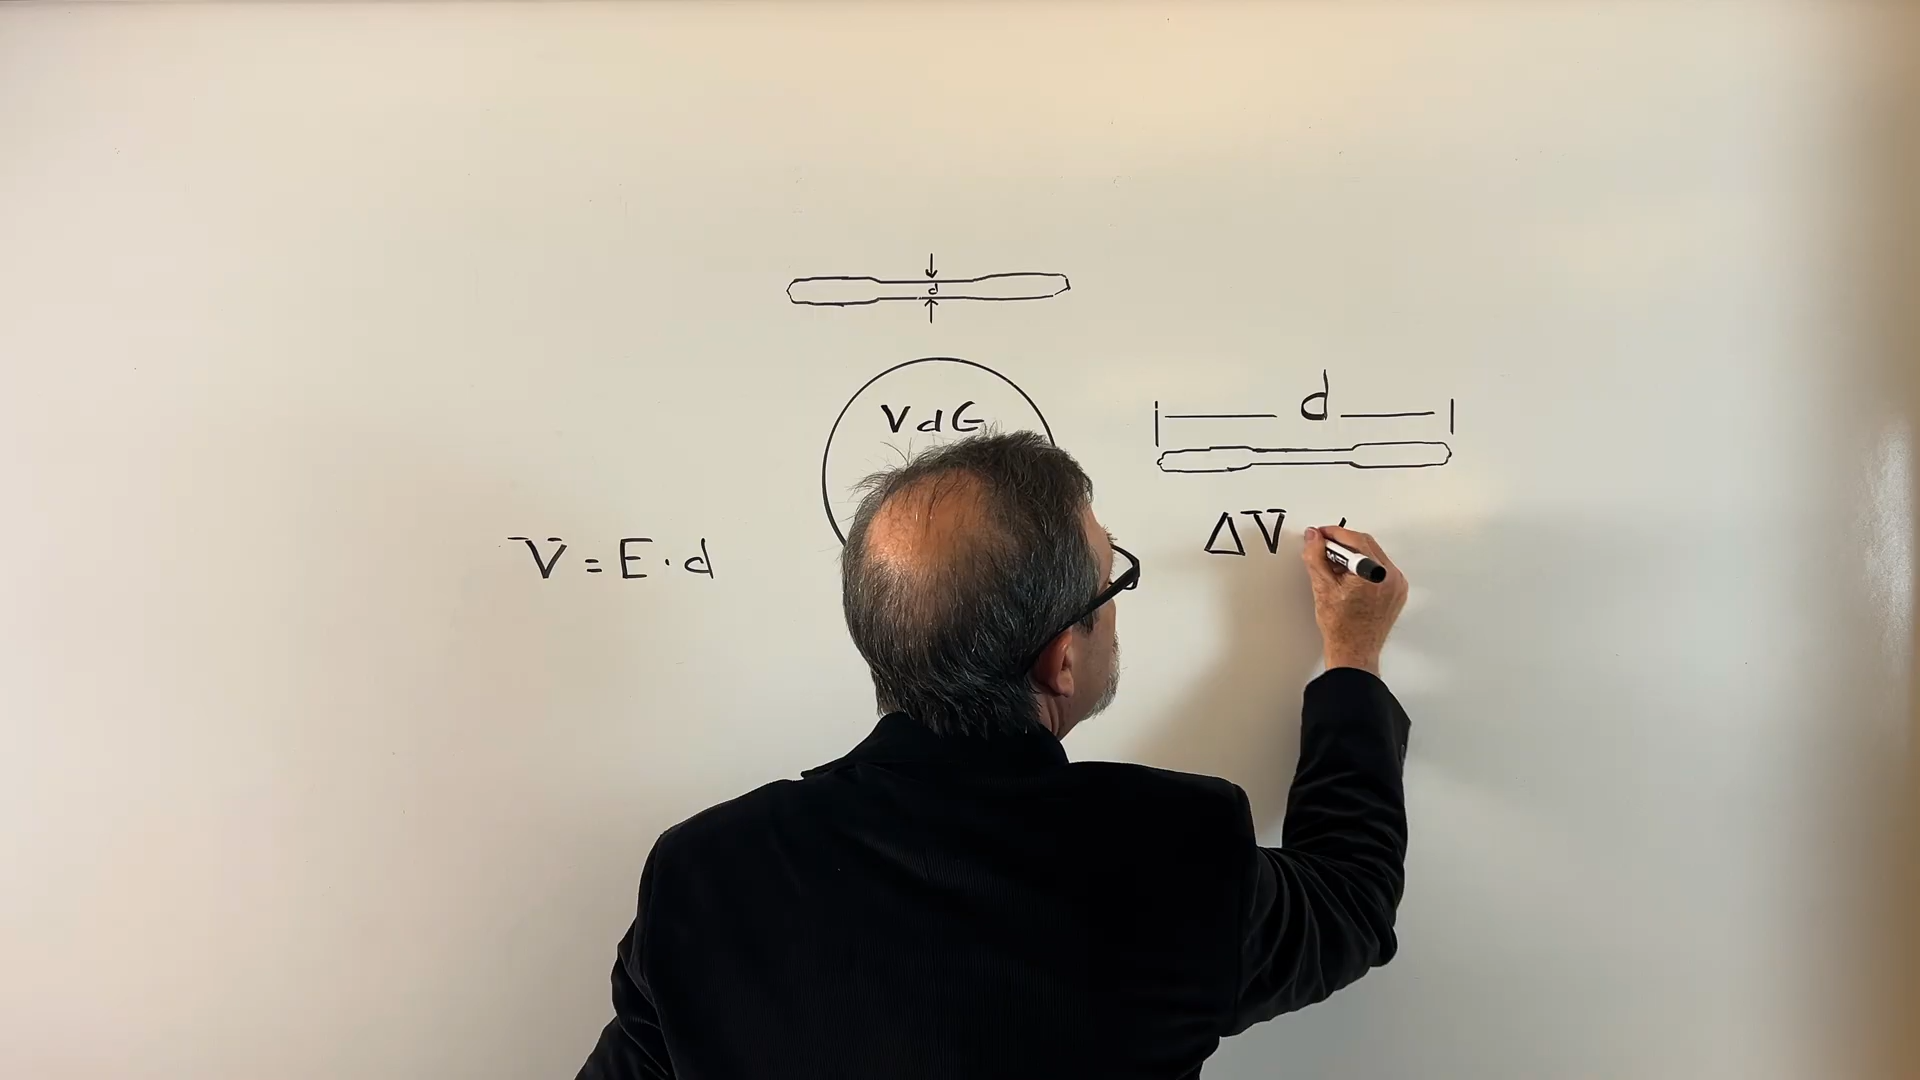 d
VdG
d
V = E · d
ΔV